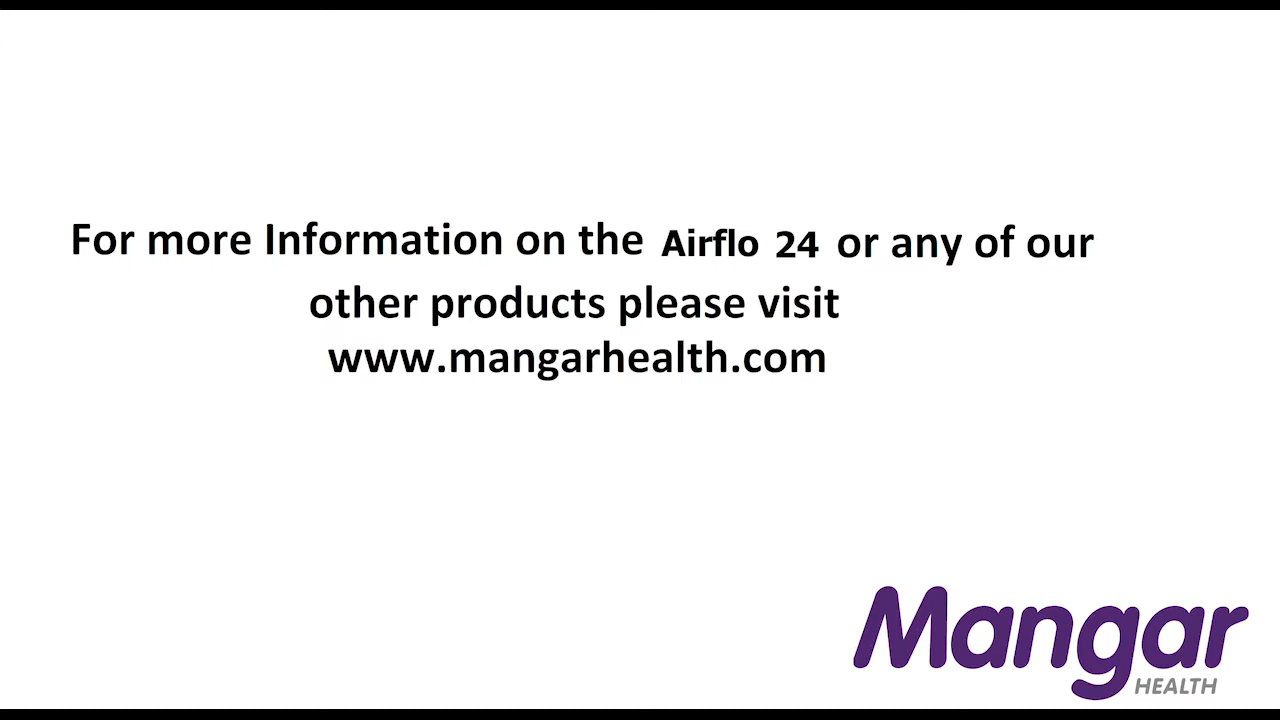 For more Information on the Airflo 24 or any of our
other products please visit
www.mangarhealth.com
Mangar
HEALTH